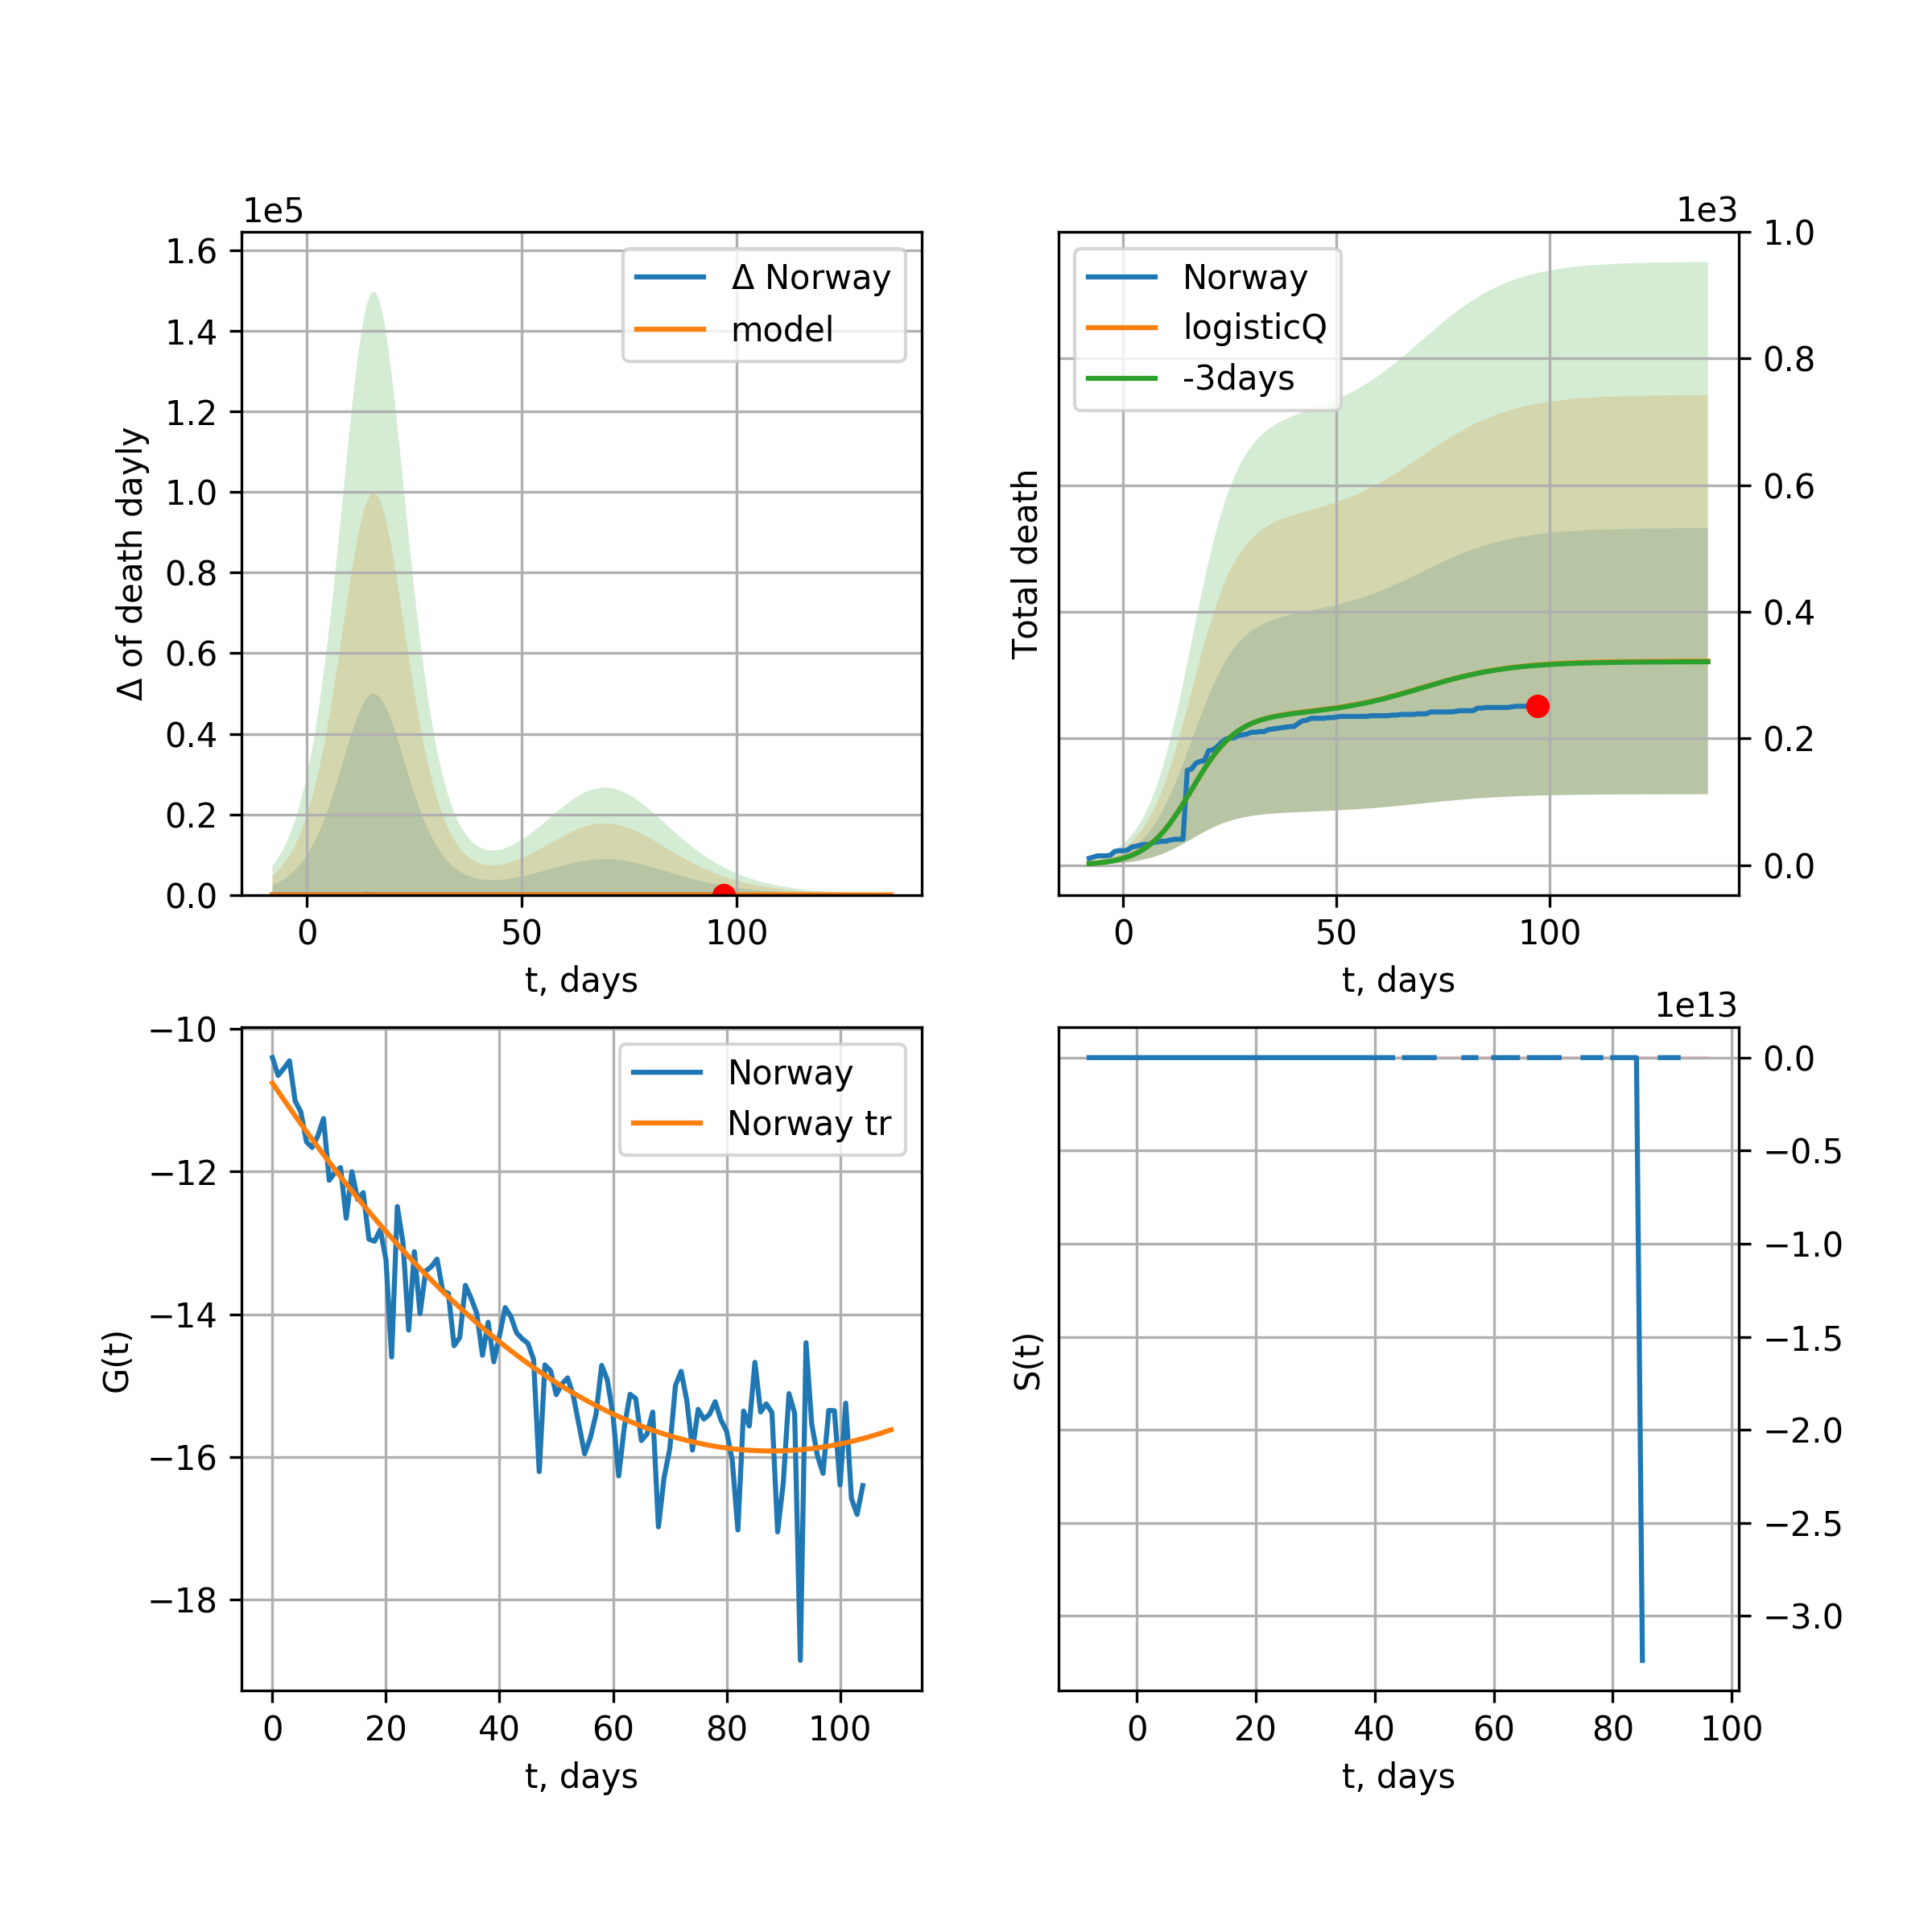 1e5
1.6
1.4
1.2
1.0
0.8
0.6
0.4
0.2
0.0
Δ of death dayly
Δ Norway
model
0
50
100
t, days
1e3
1.0
0.8
0.6
0.4
0.2
0.0
Total death
Norway
logisticQ
-3days
0
50
100
t, days
−10
−12
−14
−16
−18
G(t)
Norway
Norway tr
0
20
40
60
80
100
t, days
1e13
0.0
−0.5
−1.0
−1.5
−2.0
−2.5
−3.0
S(t)
0
20
40
60
80
100
t, days